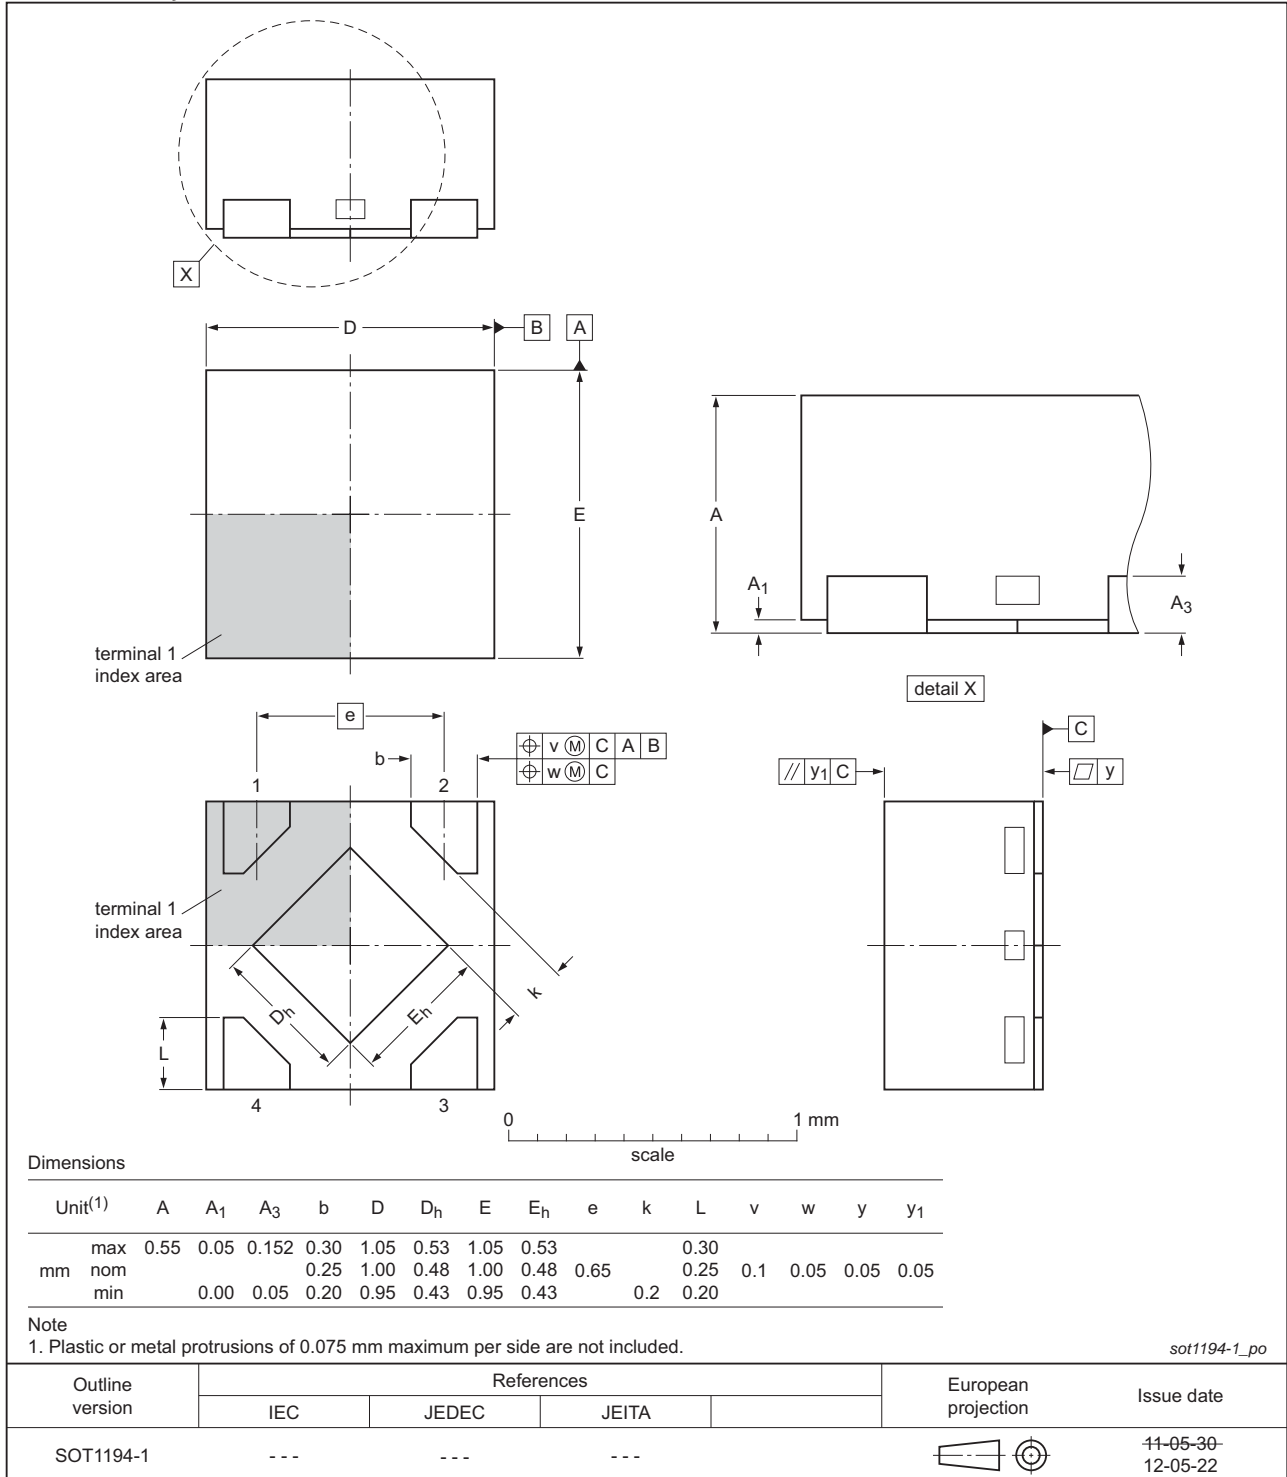 X
D
B
A
E
terminal 1
index area
A
A1
A3
detail X
e
b
v M C A B
w M C
1
2
C
// y1 C
y
terminal 1
index area
k
Dh
Eh
L
4
3
0
1 mm
scale
Dimensions
Unit(1) A A1 A3 b D Dh E Eh e k L v w y y1
max 0.55 0.05 0.152 0.30 1.05 0.53 1.05 0.53 0.30
mm nom 0.25 1.00 0.48 1.00 0.48 0.65 0.25 0.1 0.05 0.05 0.05
min 0.00 0.05 0.20 0.95 0.43 0.95 0.43 0.2 0.20
Note
1. Plastic or metal protrusions of 0.075 mm maximum per side are not included.
sot1194-1_po
Outline version
References
European projection
Issue date
IEC JEDEC JEITA
SOT1194-1 - - - - - - - - -
11-05-30
12-05-22